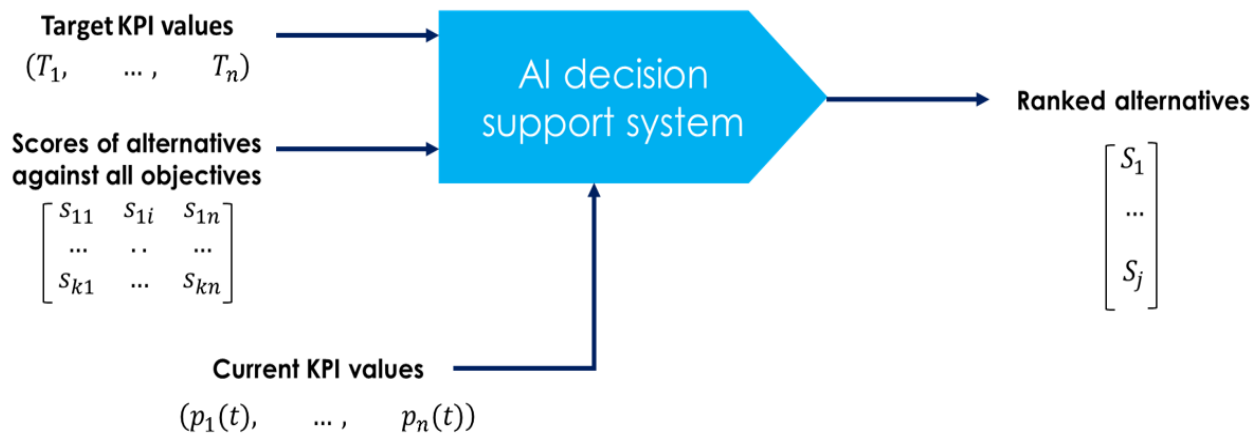 Target KPI values
(T₁, ... , Tₙ)
AI decision
support system
Ranked alternatives
Scores of alternatives
against all objectives
[s₁₁ s₁ᵢ s₁ₙ
... .. ...
sₖ₁ ... sₖₙ]
[S₁
...
Sⱼ]
Current KPI values
(p₁(t), ... , pₙ(t))